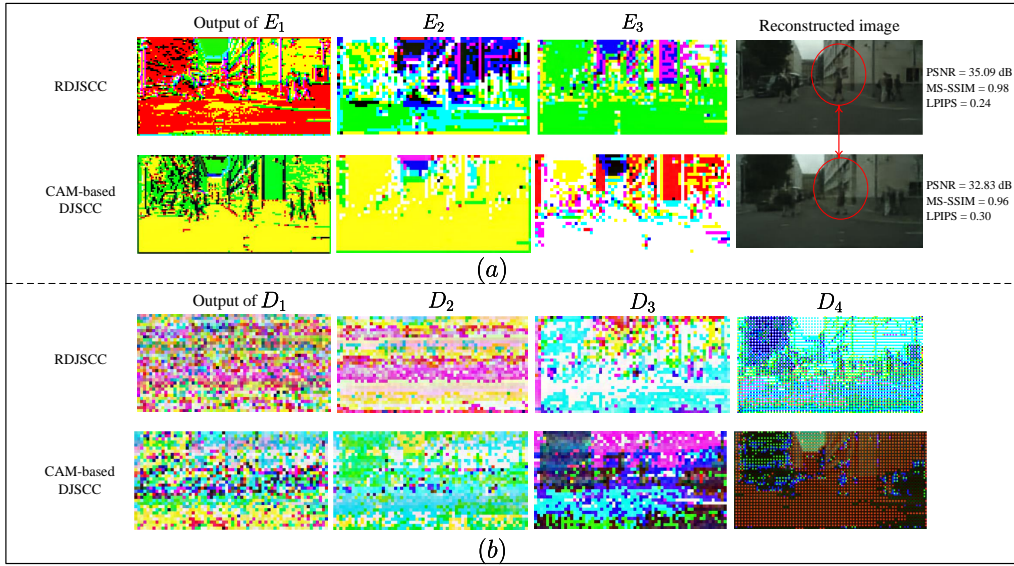 Output of E₁ E₂ E₃ Reconstructed image
RDJSCC
PSNR = 35.09 dB
MS-SSIM = 0.98
LPIPS = 0.24
CAM-based
DJSCC
PSNR = 32.83 dB
MS-SSIM = 0.96
LPIPS = 0.30
(a)
Output of D₁ D₂ D₃ D₄
RDJSCC
CAM-based
DJSCC
(b)